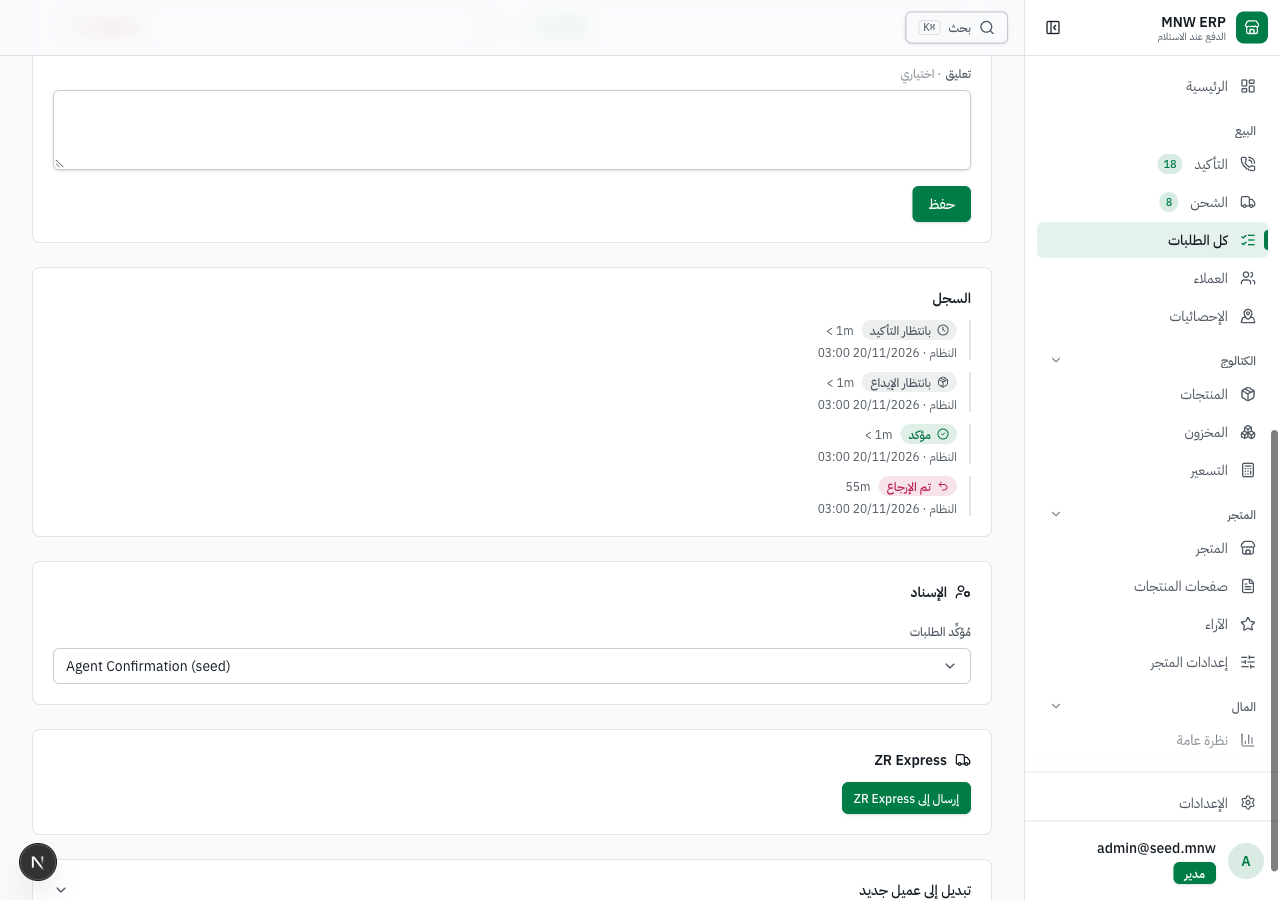 MNW ERP
الدفع عند الاستلام
بحث ⌘K
الرئيسية
البيع
التأكيد 18
الشحن 8
كل الطلبات
العملاء
الإحصائيات
الكتالوج
المنتجات
المخزون
التسعير
المتجر
المتجر
صفحات المنتجات
الآراء
إعدادات المتجر
المال
نظرة عامة
الإعدادات
admin@seed.mnw
A
مدير
تعليق · اختياري
حفظ
السجل
بانتظار التأكيد < 1m
النظام · 20/11/2026 03:00
بانتظار الإيداع < 1m
النظام · 20/11/2026 03:00
مؤكد < 1m
النظام · 20/11/2026 03:00
تم الإرجاع 55m
النظام · 20/11/2026 03:00
الإسناد
مُؤكِّد الطلبات
Agent Confirmation (seed)
ZR Express
إرسال إلى ZR Express
تبديل إلى عميل جديد
N